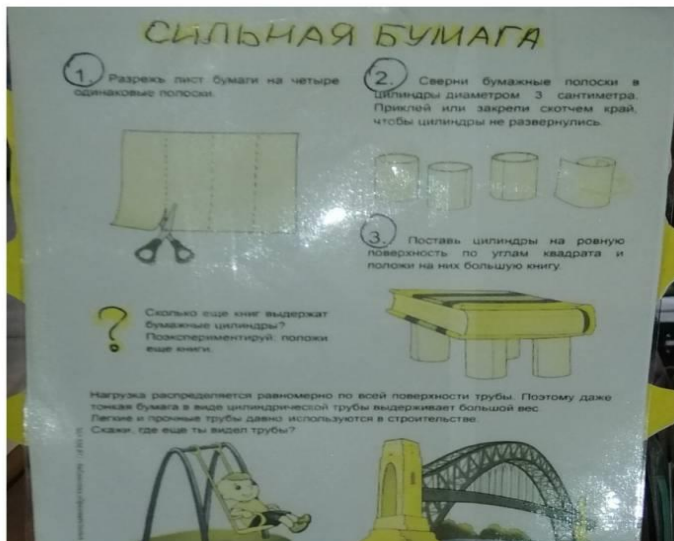 СИЛЬНАЯ БУМАГА
1. Разрежь лист бумаги на четыре
одинаковые полоски.
2. Сверни бумажные полоски в
цилиндры диаметром 3 сантиметра.
Приклей или закрепи скотчем край,
чтобы цилиндры не развернулись.
3. Поставь цилиндры на ровную
поверхность по углам квадрата и
положи на них большую книгу.
? Сколько еще книг выдержат
бумажные цилиндры?
Поэкспериментируй: положи
еще книги.
Нагрузка распределяется равномерно по всей поверхности трубы. Поэтому даже
тонкая бумага в виде цилиндрической трубы выдерживает большой вес.
Легкие и прочные трубы давно используются в строительстве.
Скажи, где еще ты видел трубы?